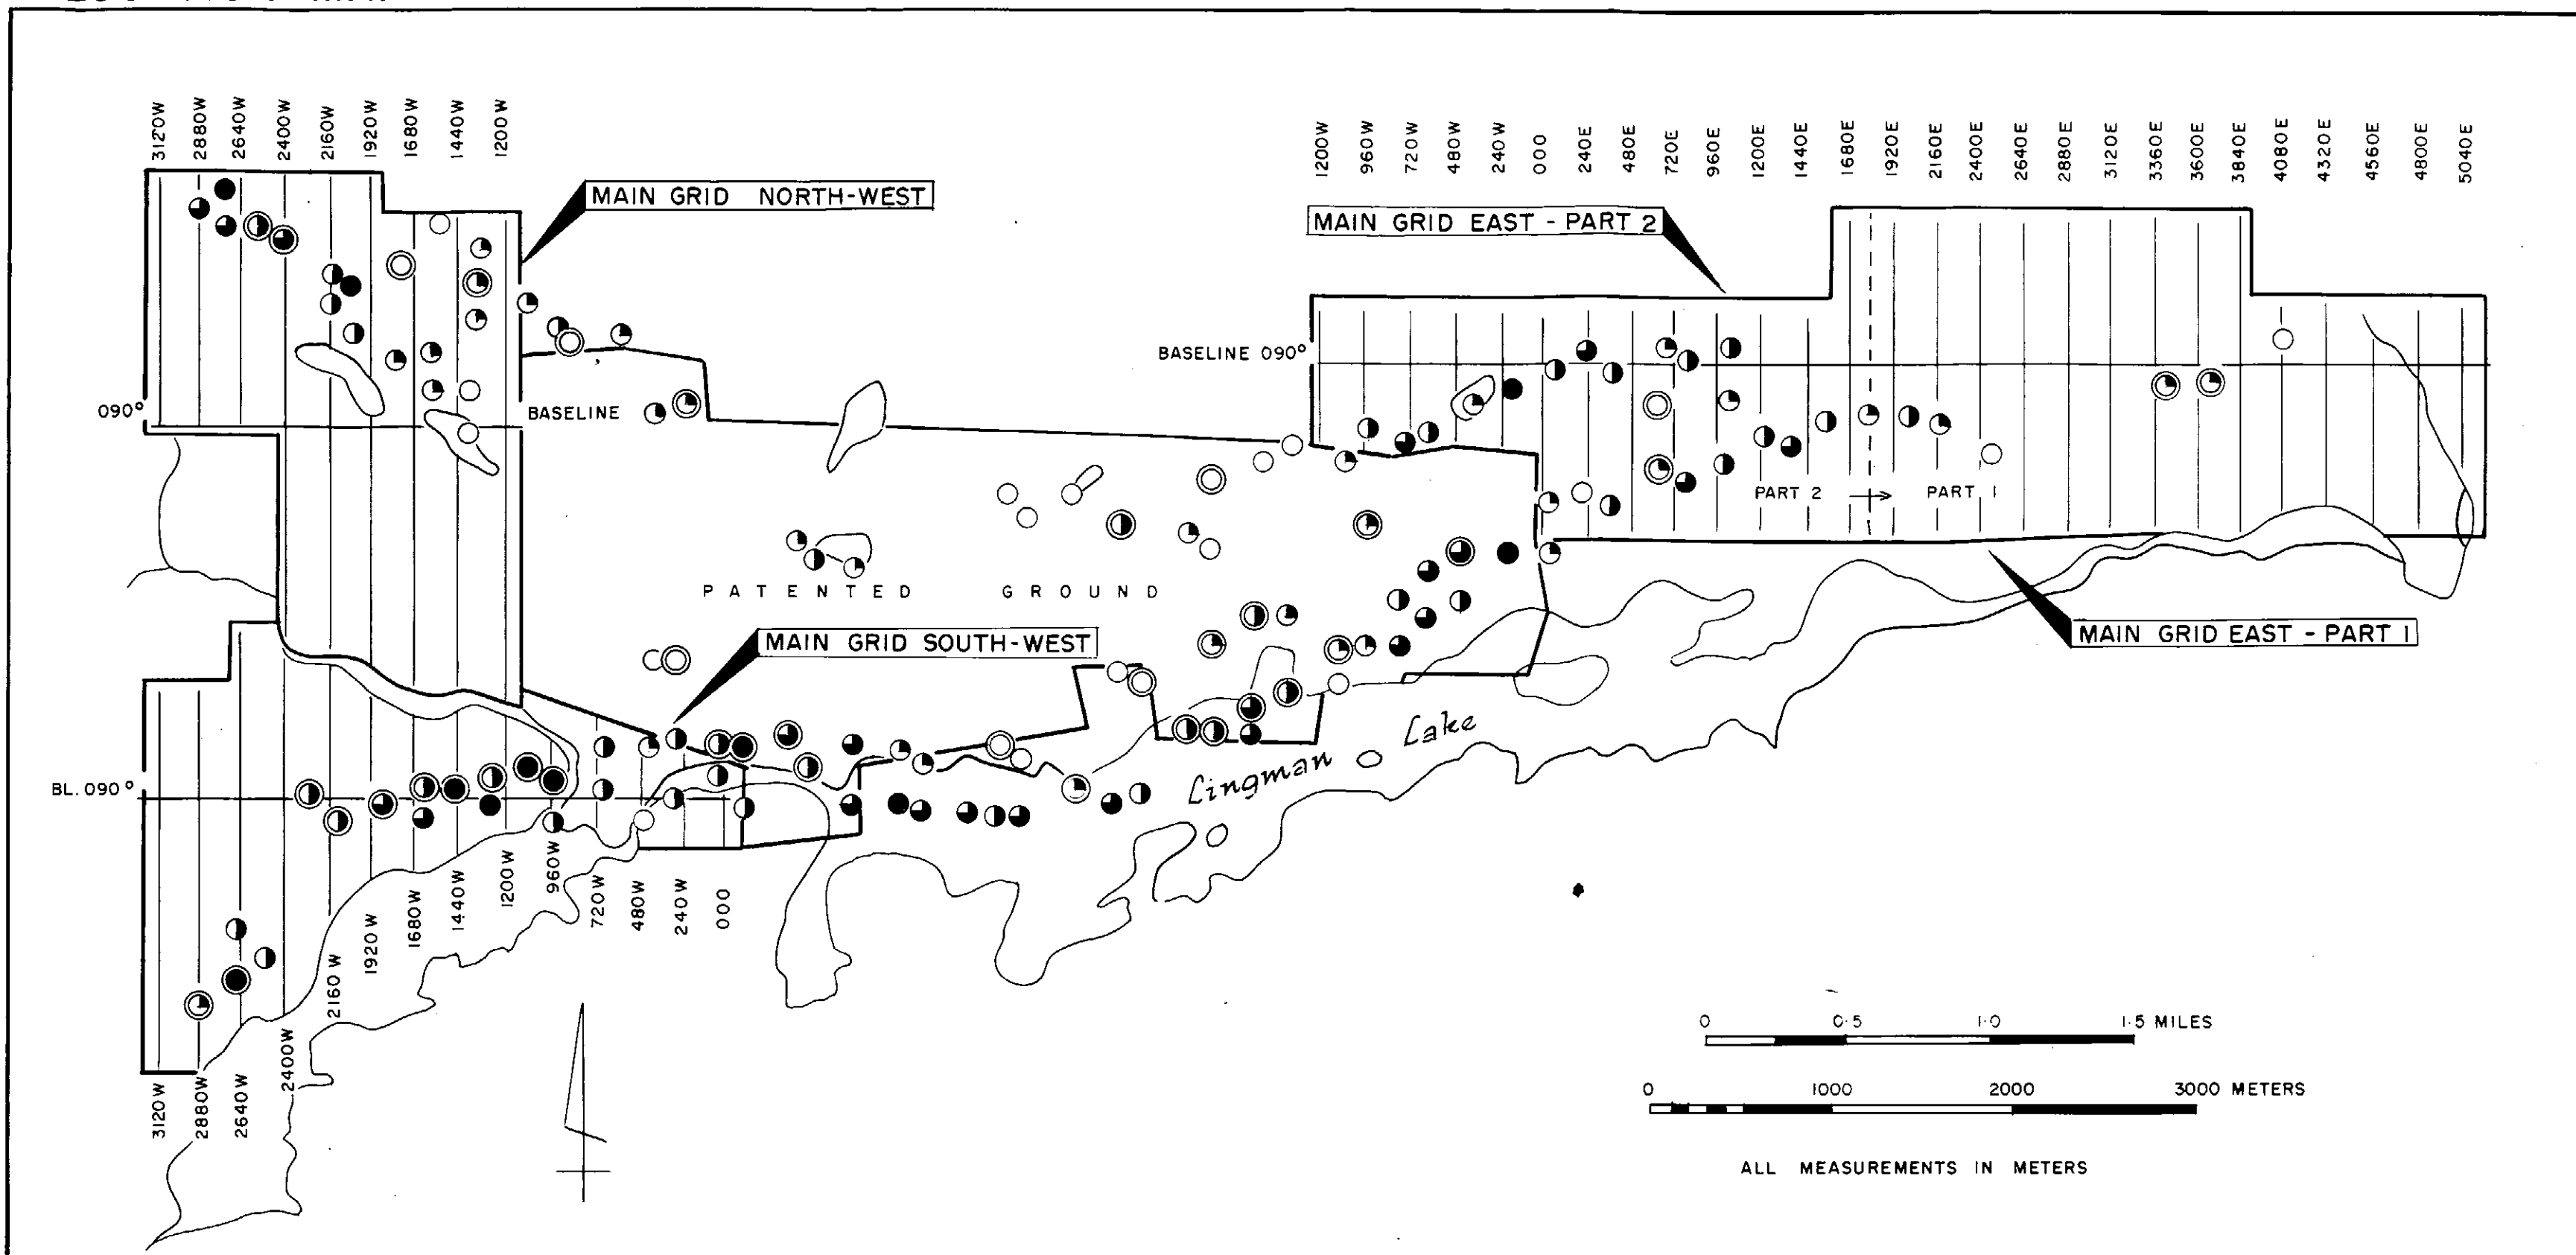 3120W
2880W
2640W
2400W
2160W
1920W
1680W
1440W
1200W
1200W
960W
720W
480W
240W
000
240E
480E
720E
960E
1200E
1440E
1680E
1920E
2160E
2400E
2640E
2880E
3120E
3360E
3600E
3840E
4080E
4320E
4560E
4800E
5040E
MAIN GRID NORTH-WEST
MAIN GRID EAST - PART 2
BASELINE 090°
090°
BASELINE
PART 2
PART 1
PATENTED GROUND
MAIN GRID SOUTH-WEST
MAIN GRID EAST - PART 1
Lingman Lake
BL. 090°
3120W
2880W
2640W
2400W
2160 W
1920W
1680W
1440W
1200W
960W
720W
480W
240W
000
0 0·5 1·0 1·5 MILES
0 1000 2000 3000 METERS
ALL MEASUREMENTS IN METERS